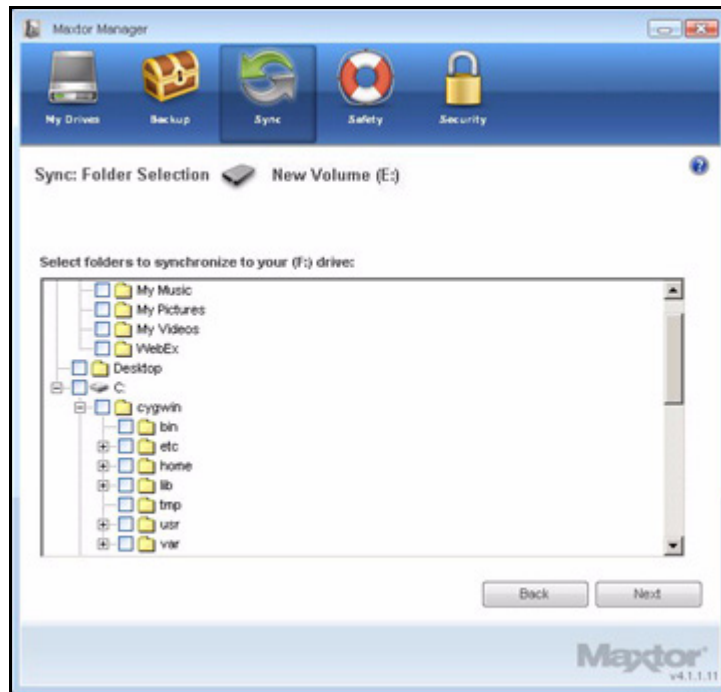 Maxtor Manager
My Drives Backup Sync Safety Security
Sync: Folder Selection New Volume (E:)
Select folders to synchronize to your (F:) drive:
My Music
My Pictures
My Videos
WebEx
Desktop
C:
cygwin
bin
etc
home
lib
tmp
usr
var
Back Next
Maxtor
v4.1.1.11